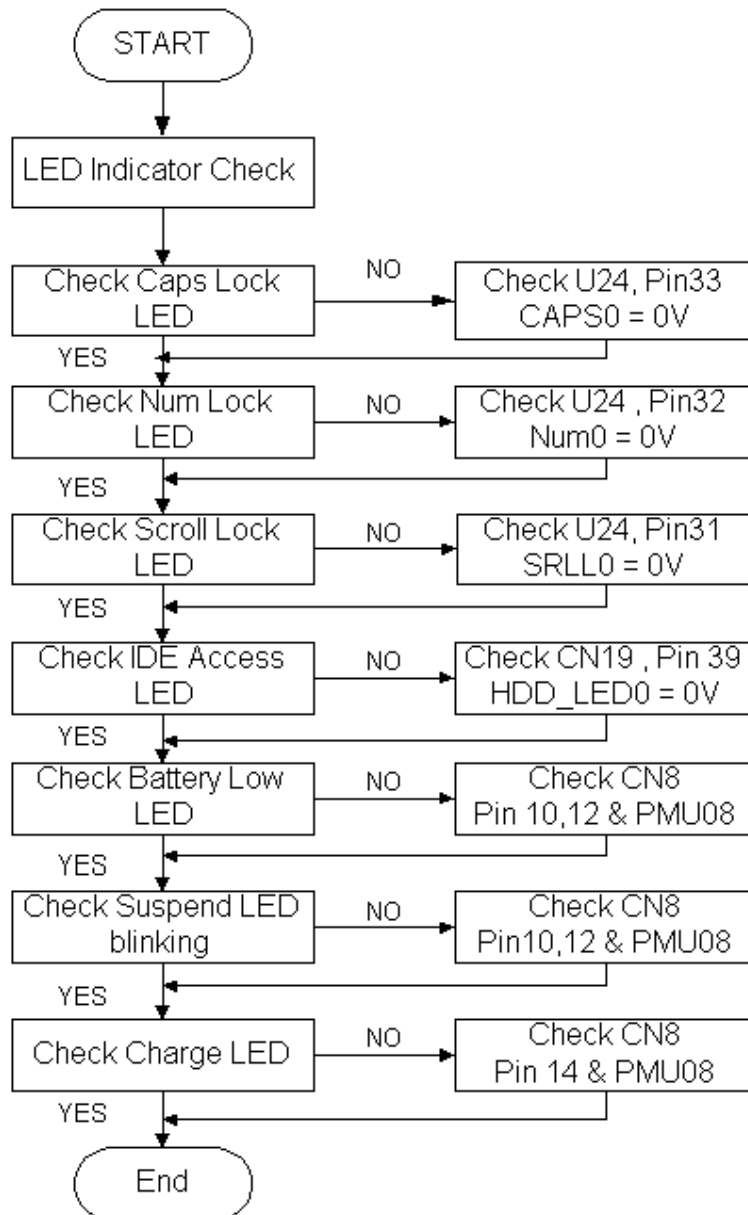 START
LED Indicator Check
Check Caps Lock
LED
NO
Check U24, Pin33
CAPS0 = 0V
YES
Check Num Lock
LED
NO
Check U24 , Pin32
Num0 = 0V
YES
Check Scroll Lock
LED
NO
Check U24, Pin31
SRLL0 = 0V
YES
Check IDE Access
LED
NO
Check CN19 , Pin 39
HDD_LED0 = 0V
YES
Check Battery Low
LED
NO
Check CN8
Pin 10,12 & PMU08
YES
Check Suspend LED
blinking
NO
Check CN8
Pin10,12 & PMU08
YES
Check Charge LED
NO
Check CN8
Pin 14 & PMU08
YES
End